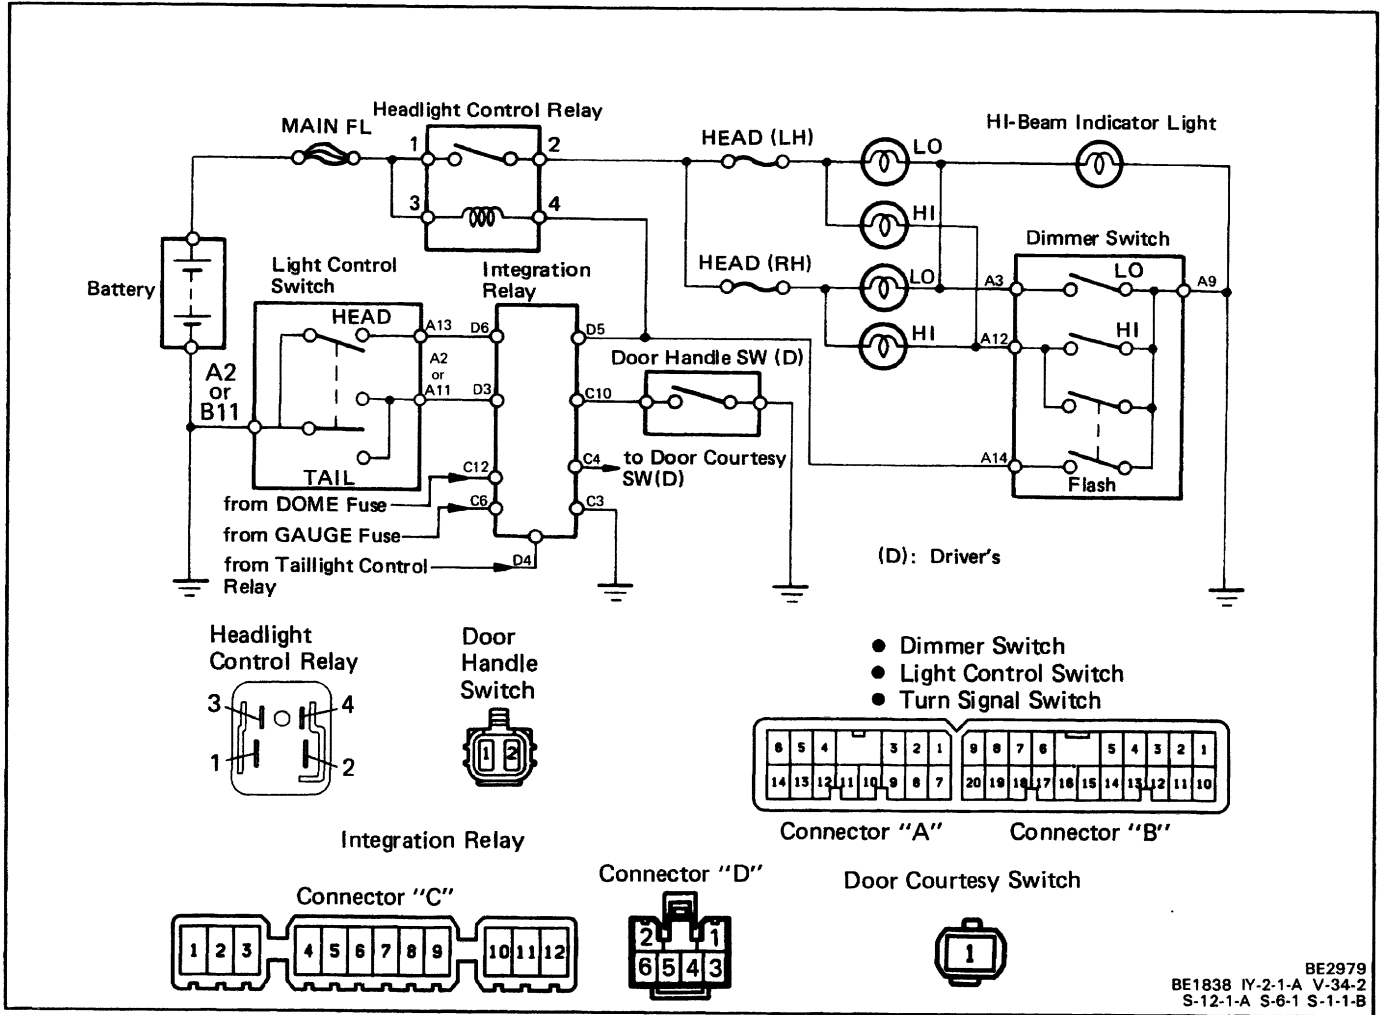 Headlight Control Relay
MAIN FL
1
2
3
4
HEAD (LH)
LO
HI
HI-Beam Indicator Light
HEAD (RH)
LO
HI
Dimmer Switch
A3
LO
A9
A12
HI
A14
Flash
Battery
Light Control
Switch
HEAD
A13
A2
or
A11
TAIL
A2
or
B11
Integration
Relay
D6
D5
D3
C10
C12
C4
C6
C3
D4
Door Handle SW (D)
to Door Courtesy
SW(D)
from DOME Fuse
from GAUGE Fuse
from Taillight Control
Relay
(D): Driver's
Headlight
Control Relay
3
4
1
2
Door
Handle
Switch
1 2
● Dimmer Switch
● Light Control Switch
● Turn Signal Switch
6 5 4 3 2 1
14 13 12 11 10 9 8 7
9 8 7 6 5 4 3 2 1
20 19 18 17 16 15 14 13 12 11 10
Connector "A"
Connector "B"
Integration Relay
Connector "C"
1 2 3 4 5 6 7 8 9 10 11 12
Connector "D"
2 1
6 5 4 3
Door Courtesy Switch
1
BE2979
BE1838 IY-2-1-A V-34-2
S-12-1-A S-6-1 S-1-1-B